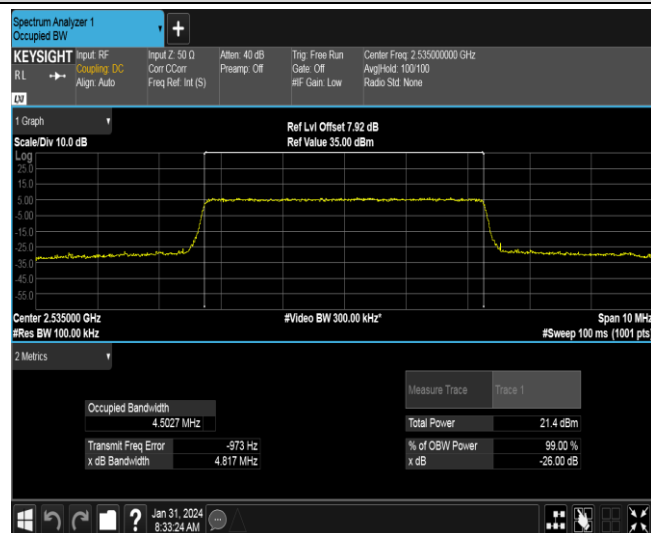 Spectrum Analyzer 1
Occupied BW
+
KEYSIGHT
RL
LXI
Input: RF
Coupling: DC
Align: Auto
Input Z: 50 Ω
Corr CCorr
Freq Ref: Int (S)
Atten: 40 dB
Preamp: Off
Trig: Free Run
Gate: Off
#IF Gain: Low
Center Freq: 2.535000000 GHz
Avg|Hold: 100/100
Radio Std: None
1 Graph
Scale/Div 10.0 dB
Ref Lvl Offset 7.92 dB
Ref Value 35.00 dBm
Log
25.0
15.0
5.00
-5.00
-15.0
-25.0
-35.0
-45.0
-55.0
Center 2.535000 GHz
#Res BW 100.00 kHz
#Video BW 300.00 kHz*
Span 10 MHz
#Sweep 100 ms (1001 pts)
2 Metrics
Measure Trace Trace 1
Occupied Bandwidth
4.5027 MHz
Total Power 21.4 dBm
Transmit Freq Error -973 Hz
% of OBW Power 99.00 %
x dB Bandwidth 4.817 MHz
x dB -26.00 dB
?
Jan 31, 2024
8:33:24 AM